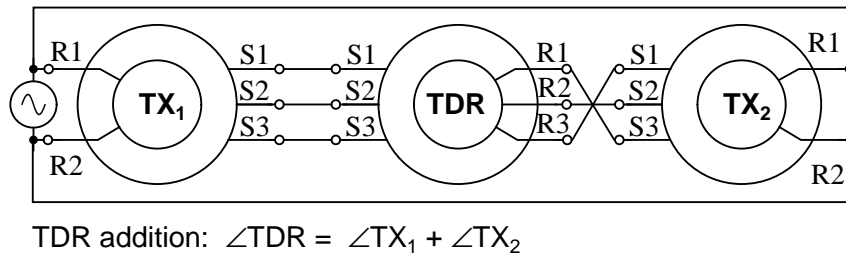 R1 S1 S1 R1 S1 R1
TX₁ S2 S2 TDR R2 S2 TX₂
S3 S3 R3 S3
R2 R2
TDR addition: ∠TDR = ∠TX₁ + ∠TX₂